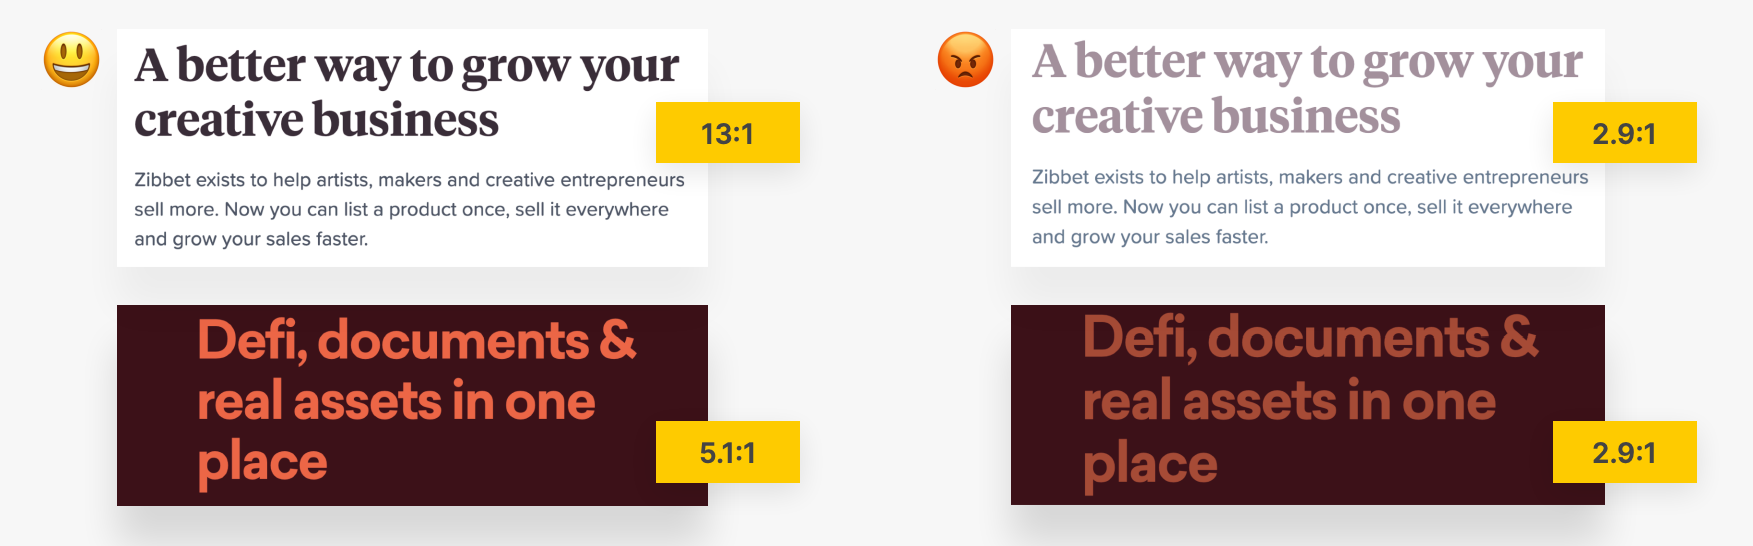 A better way to grow your
creative business
13:1
Zibbet exists to help artists, makers and creative entrepreneurs
sell more. Now you can list a product once, sell it everywhere
and grow your sales faster.
Defi, documents &
real assets in one
place
5.1:1
A better way to grow your
creative business
2.9:1
Zibbet exists to help artists, makers and creative entrepreneurs
sell more. Now you can list a product once, sell it everywhere
and grow your sales faster.
Defi, documents &
real assets in one
place
2.9:1